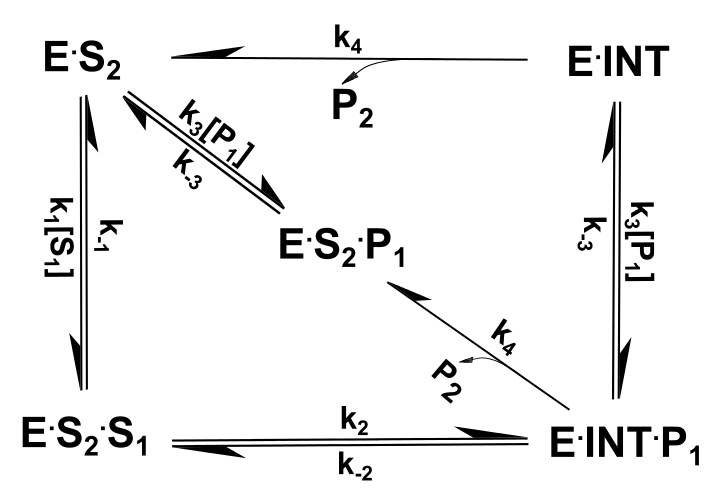 k₄
E·S₂
E·INT
P₂
k₃[P₁]
k₋₃
k₁[S₁]
k₋₁
E·S₂·P₁
k₋₃
k₃[P₁]
k₄
P₂
k₂
E·S₂·S₁
E·INT·P₁
k₋₂